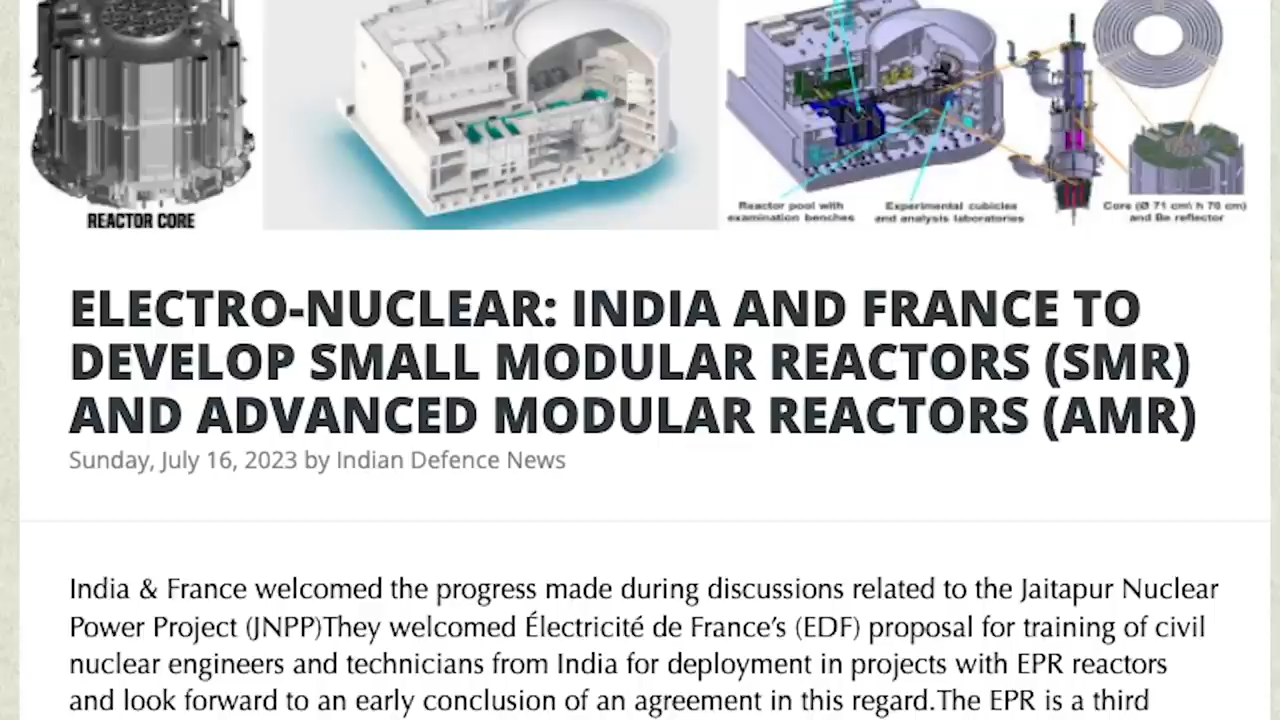 REACTOR CORE
Reactor pool with
examination benches
Experimental cubicles
and analysis laboratories
Core (Ø 71 cm\ h 70 cm)
and Be reflector
ELECTRO-NUCLEAR: INDIA AND FRANCE TO
DEVELOP SMALL MODULAR REACTORS (SMR)
AND ADVANCED MODULAR REACTORS (AMR)
Sunday, July 16, 2023 by Indian Defence News
India & France welcomed the progress made during discussions related to the Jaitapur Nuclear
Power Project (JNPP)They welcomed Électricité de France’s (EDF) proposal for training of civil
nuclear engineers and technicians from India for deployment in projects with EPR reactors
and look forward to an early conclusion of an agreement in this regard.The EPR is a third